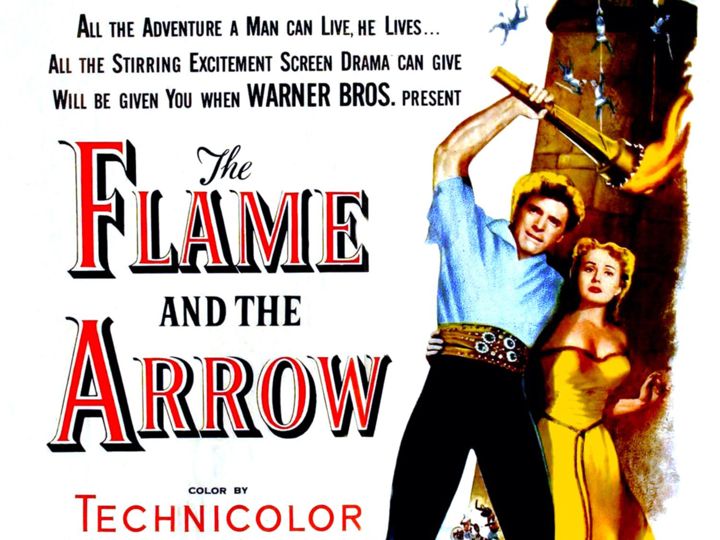 ALL THE ADVENTURE A MAN CAN LIVE, HE LIVES...
ALL THE STIRRING EXCITEMENT SCREEN DRAMA CAN GIVE
WILL BE GIVEN YOU WHEN WARNER BROS. PRESENT
The
FLAME
AND THE
ARROW
COLOR BY
TECHNICOLOR